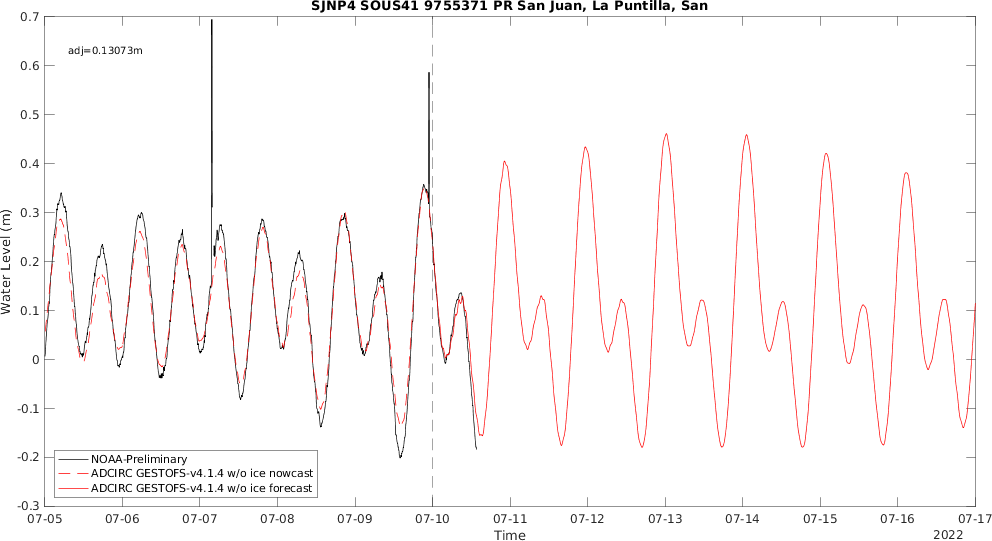 SJNP4 SOUS41 9755371 PR San Juan, La Puntilla, San
adj=0.13073m
Water Level (m)
0.7
0.6
0.5
0.4
0.3
0.2
0.1
0
-0.1
-0.2
-0.3
NOAA-Preliminary
ADCIRC GESTOFS-v4.1.4 w/o ice nowcast
ADCIRC GESTOFS-v4.1.4 w/o ice forecast
07-05 07-06 07-07 07-08 07-09 07-10 07-11 07-12 07-13 07-14 07-15 07-16 07-17
Time
2022